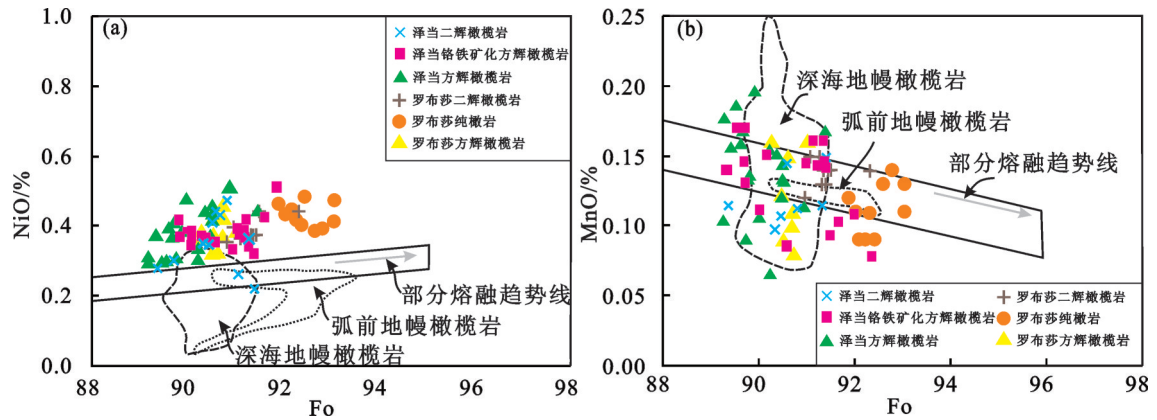 (a)
1.0
0.8
0.6
0.4
0.2
0.0
NiO/%
88
90
92
94
96
98
Fo
泽当二辉橄榄岩
泽当铬铁矿化方辉橄榄岩
泽当方辉橄榄岩
罗布莎二辉橄榄岩
罗布莎纯橄岩
罗布莎方辉橄榄岩
部分熔融趋势线
弧前地幔橄榄岩
深海地幔橄榄岩
(b)
0.25
0.20
0.15
0.10
0.05
0.00
MnO/%
88
90
92
94
96
98
Fo
深海地幔橄榄岩
弧前地幔橄榄岩
部分熔融趋势线
泽当二辉橄榄岩
罗布莎二辉橄榄岩
泽当铬铁矿化方辉橄榄岩
罗布莎纯橄岩
泽当方辉橄榄岩
罗布莎方辉橄榄岩